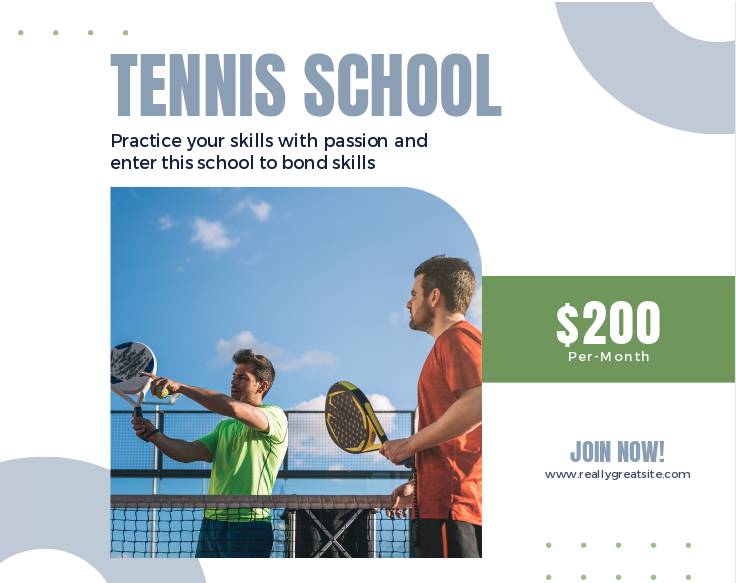 TENNIS SCHOOL
Practice your skills with passion and
enter this school to bond skills
$200
Per-Month
JOIN NOW!
www.reallygreatsite.com